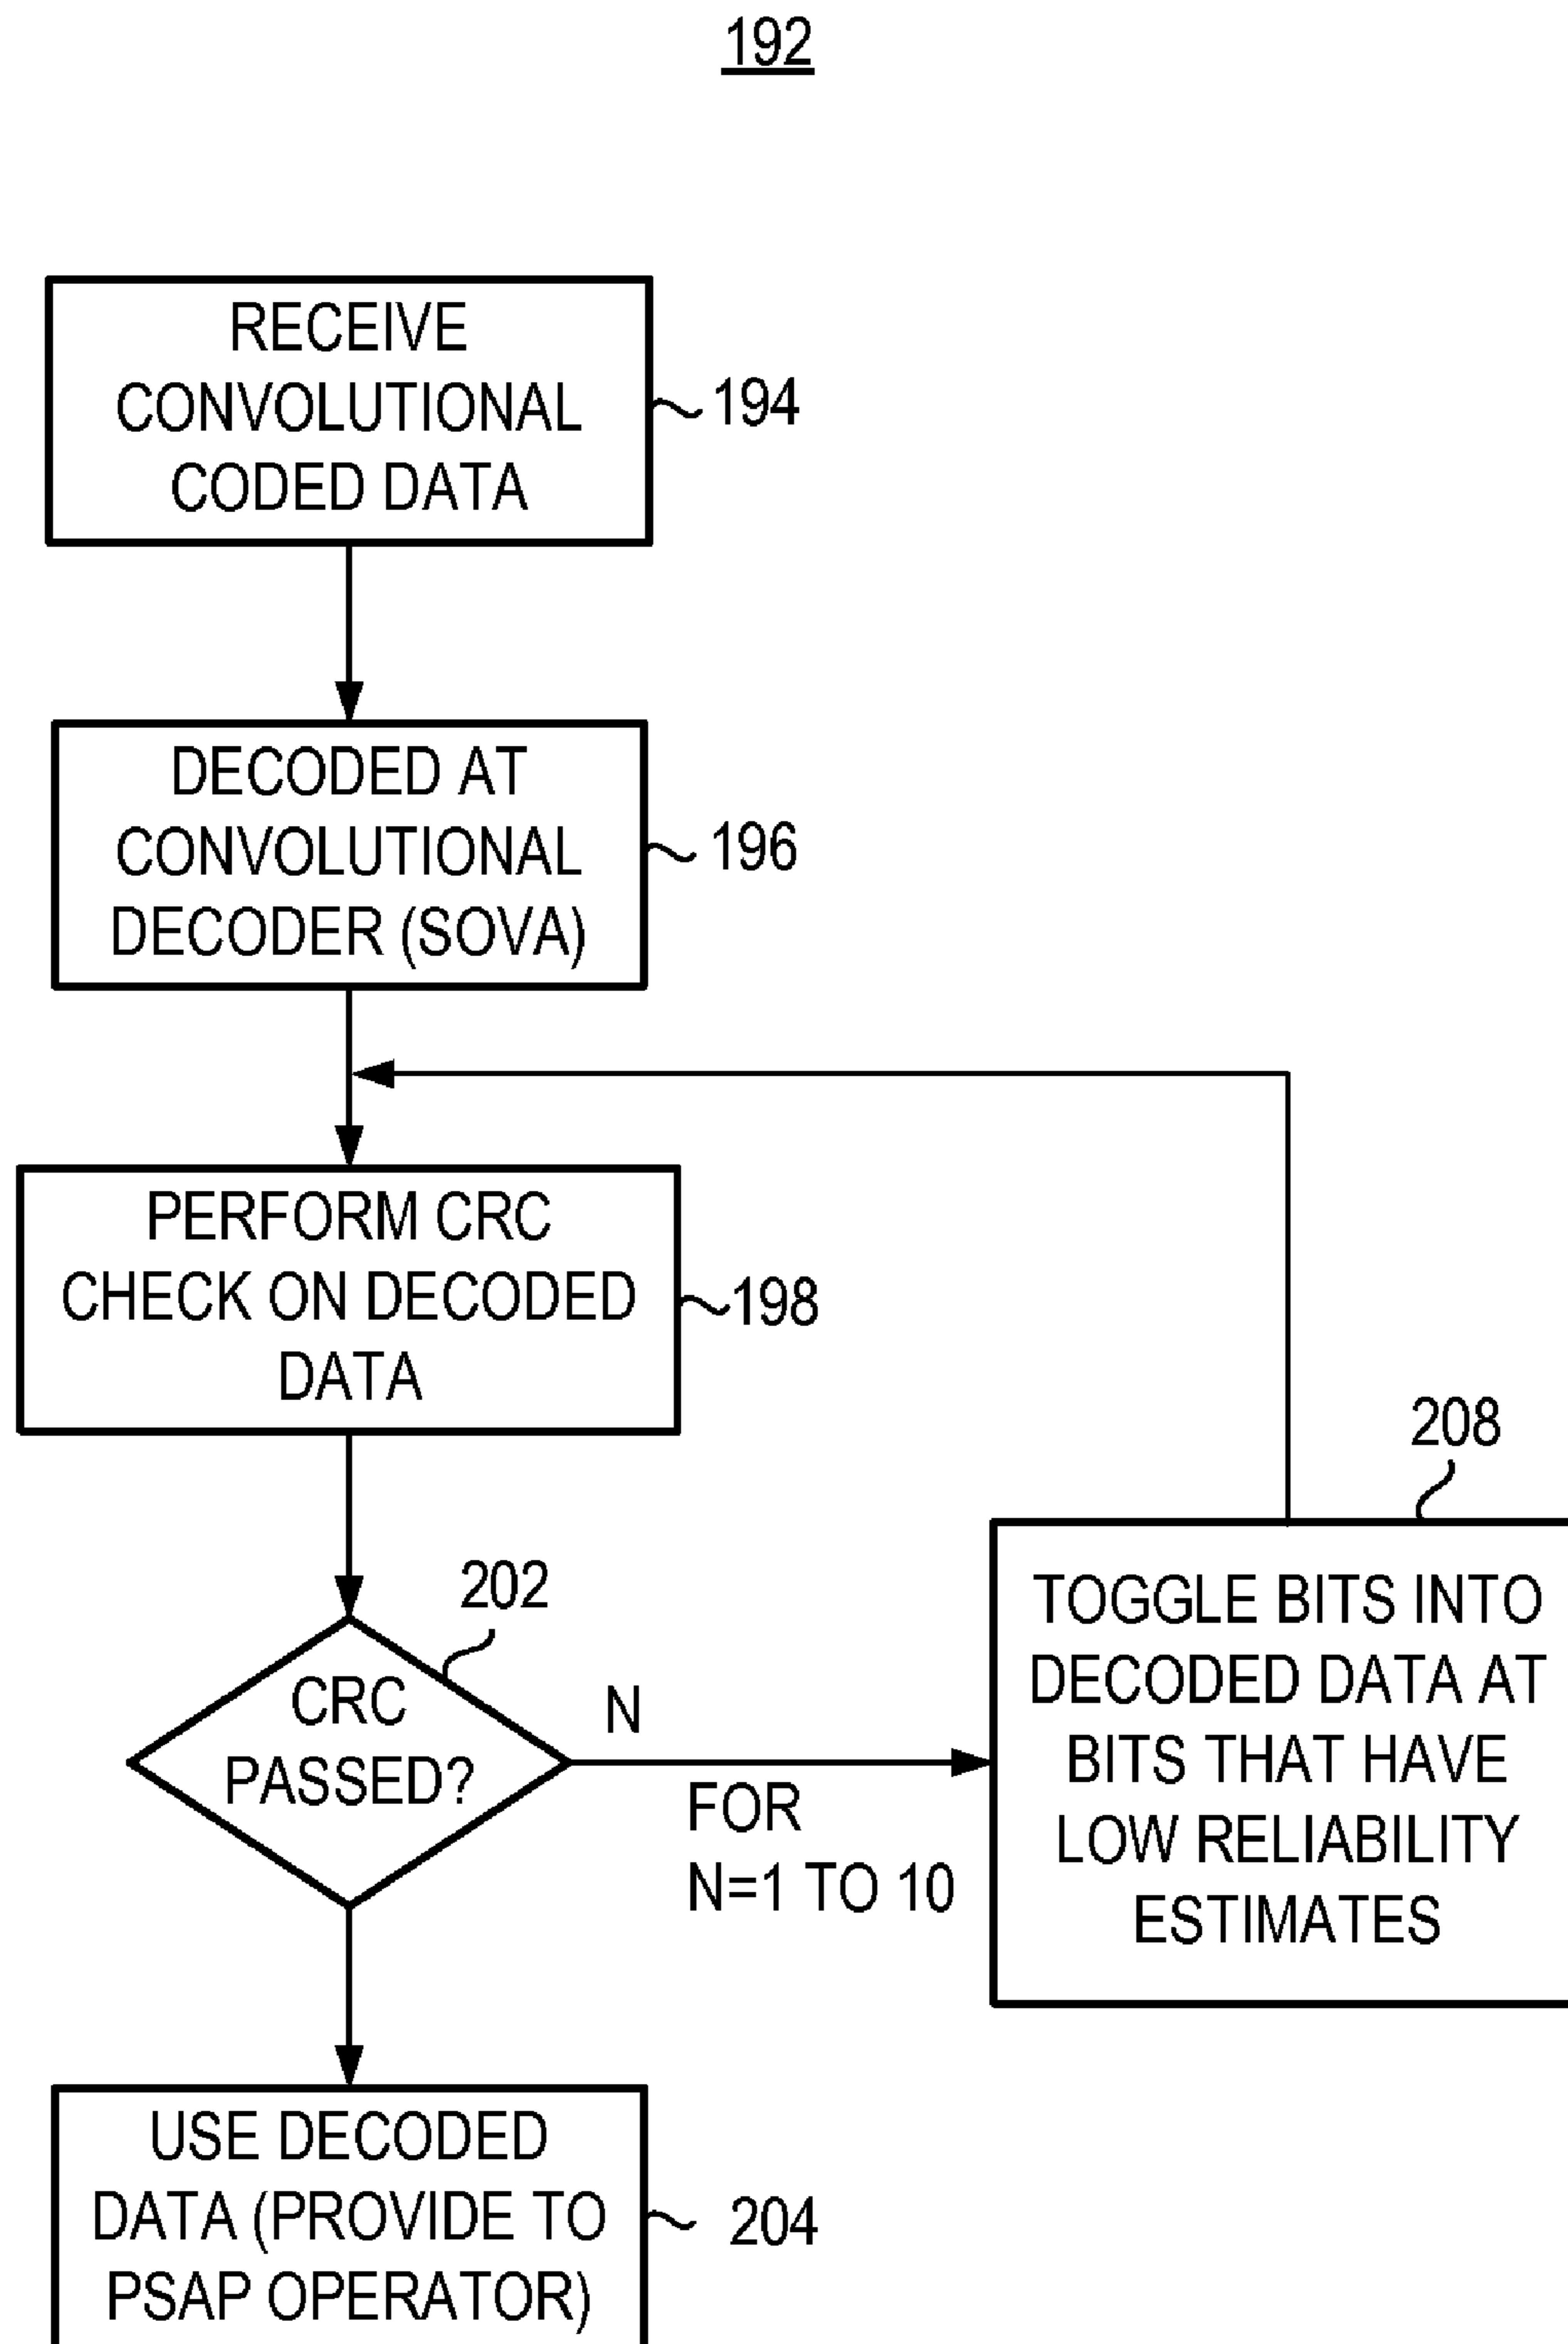 192
RECEIVE
CONVOLUTIONAL
CODED DATA
194
DECODED AT
CONVOLUTIONAL
DECODER (SOVA)
196
PERFORM CRC
CHECK ON DECODED
DATA
198
202
CRC
PASSED?
N
FOR
N=1 TO 10
208
TOGGLE BITS INTO
DECODED DATA AT
BITS THAT HAVE
LOW RELIABILITY
ESTIMATES
USE DECODED
DATA (PROVIDE TO
PSAP OPERATOR)
204